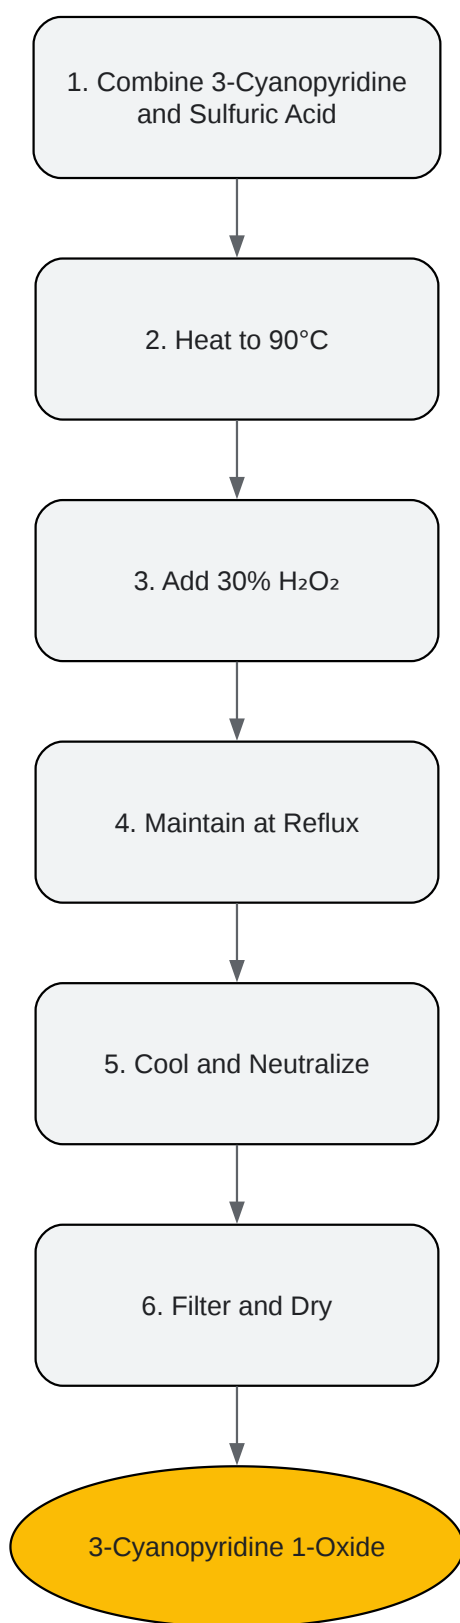 1. Combine 3-Cyanopyridine
and Sulfuric Acid
2. Heat to 90°C
3. Add 30% H₂O₂
4. Maintain at Reflux
5. Cool and Neutralize
6. Filter and Dry
3-Cyanopyridine 1-Oxide